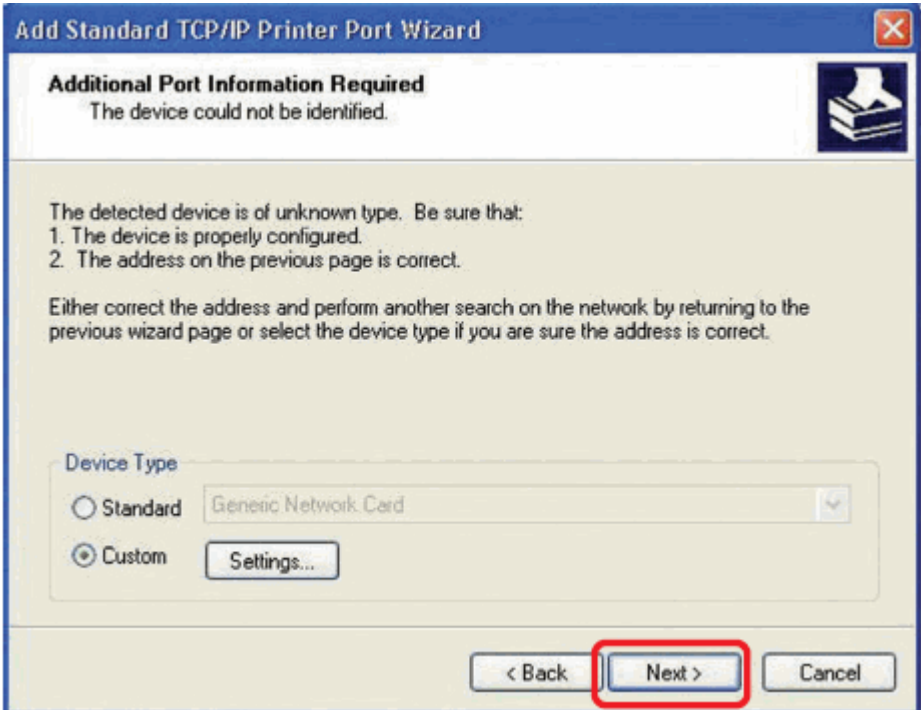 Add Standard TCP/IP Printer Port Wizard
Additional Port Information Required
The device could not be identified.
The detected device is of unknown type.  Be sure that:
1. The device is properly configured.
2.  The address on the previous page is correct.
Either correct the address and perform another search on the network by returning to the
previous wizard page or select the device type if you are sure the address is correct.
Device Type
Standard
Generic Network Card
Custom
Settings...
< Back
Next >
Cancel